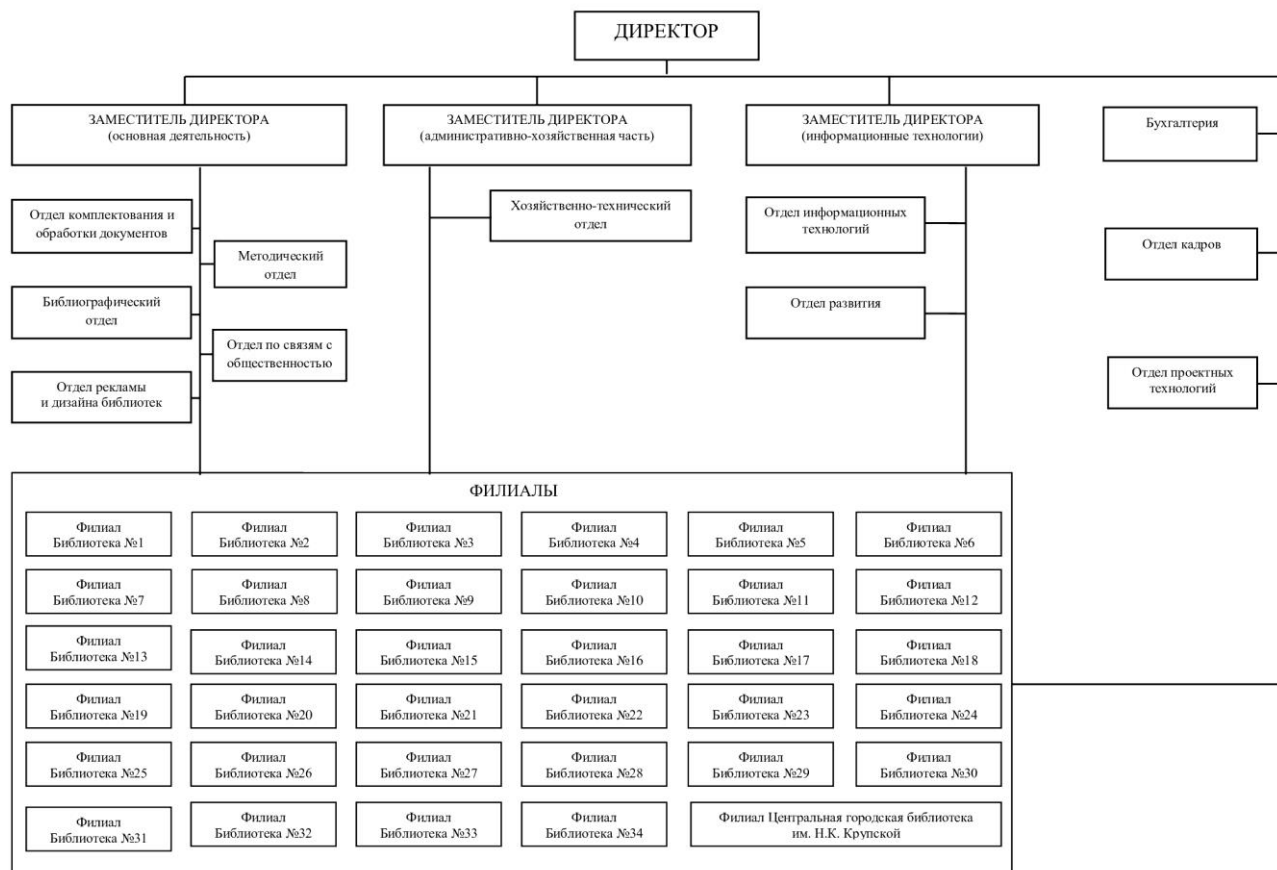 ДИРЕКТОР
ЗАМЕСТИТЕЛЬ ДИРЕКТОРА
(основная деятельность)
ЗАМЕСТИТЕЛЬ ДИРЕКТОРА
(административно-хозяйственная часть)
ЗАМЕСТИТЕЛЬ ДИРЕКТОРА
(информационные технологии)
Бухгалтерия
Отдел комплектования и
обработки документов
Методический
отдел
Библиографический
отдел
Отдел по связям с
общественностью
Отдел рекламы
и дизайна библиотек
Хозяйственно-технический
отдел
Отдел информационных
технологий
Отдел развития
Отдел кадров
Отдел проектных
технологий
ФИЛИАЛЫ
Филиал
Библиотека №1
Филиал
Библиотека №2
Филиал
Библиотека №3
Филиал
Библиотека №4
Филиал
Библиотека №5
Филиал
Библиотека №6
Филиал
Библиотека №7
Филиал
Библиотека №8
Филиал
Библиотека №9
Филиал
Библиотека №10
Филиал
Библиотека №11
Филиал
Библиотека №12
Филиал
Библиотека №13
Филиал
Библиотека №14
Филиал
Библиотека №15
Филиал
Библиотека №16
Филиал
Библиотека №17
Филиал
Библиотека №18
Филиал
Библиотека №19
Филиал
Библиотека №20
Филиал
Библиотека №21
Филиал
Библиотека №22
Филиал
Библиотека №23
Филиал
Библиотека №24
Филиал
Библиотека №25
Филиал
Библиотека №26
Филиал
Библиотека №27
Филиал
Библиотека №28
Филиал
Библиотека №29
Филиал
Библиотека №30
Филиал
Библиотека №31
Филиал
Библиотека №32
Филиал
Библиотека №33
Филиал
Библиотека №34
Филиал Центральная городская библиотека
им. Н.К. Крупской